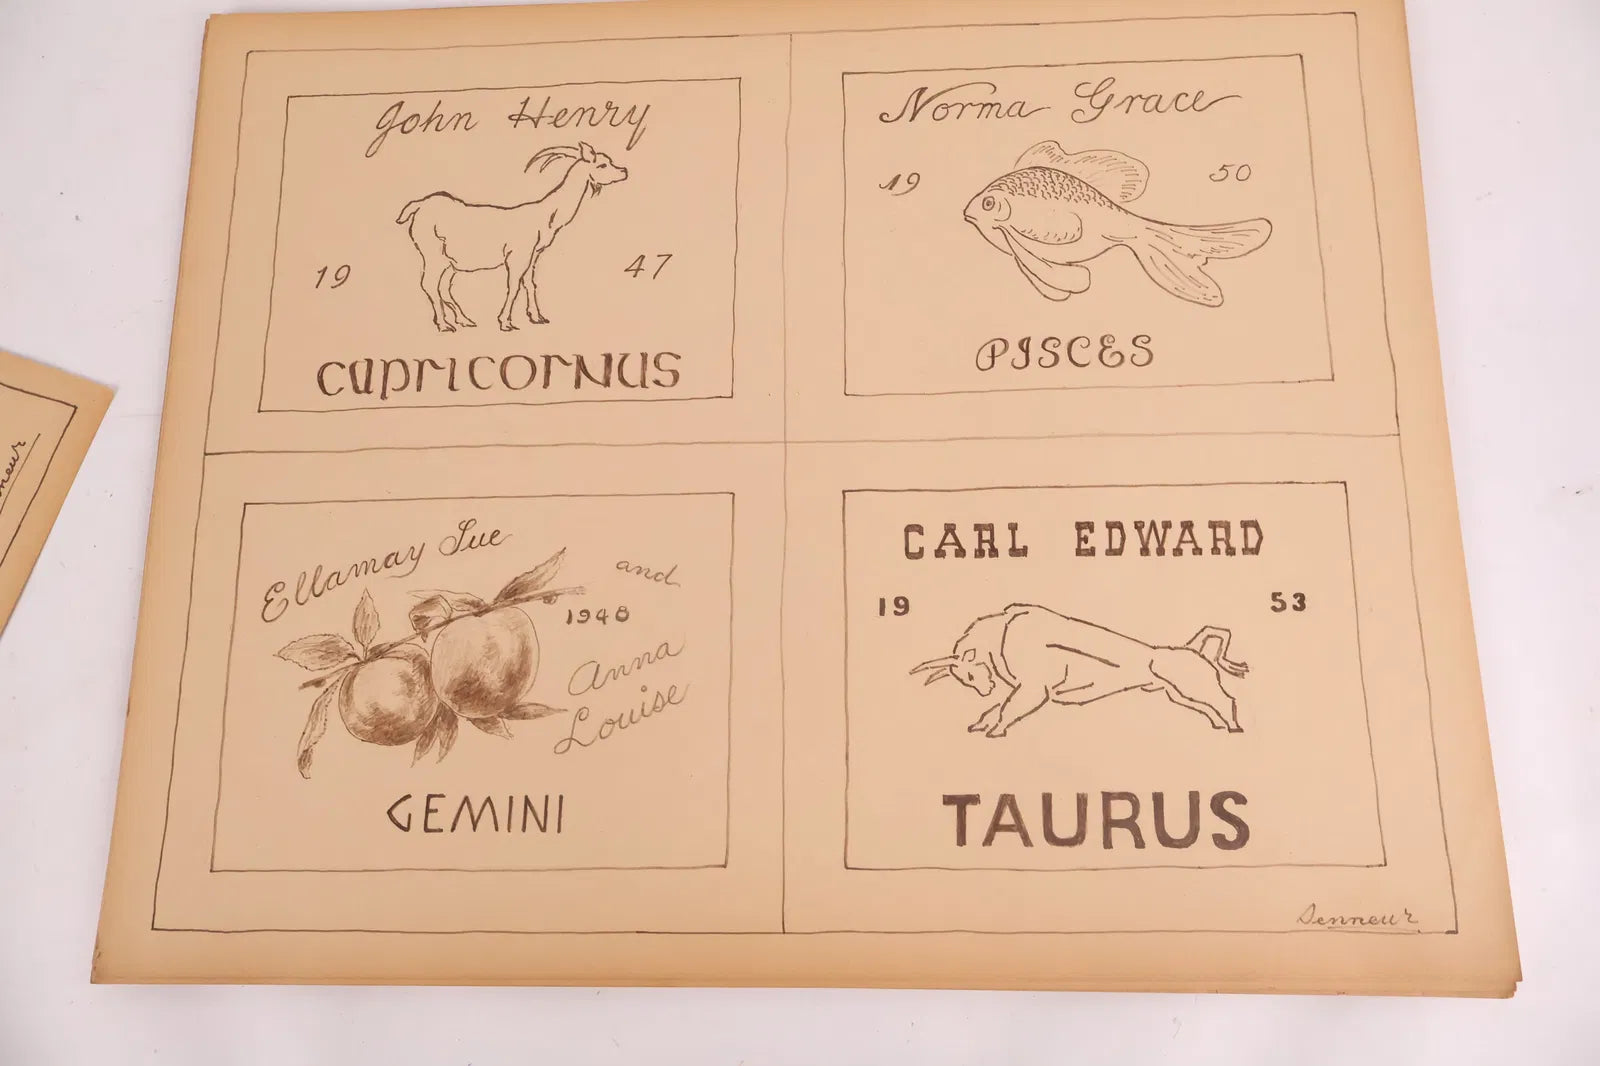 John Henry
19 47
CAPRICORNUS
Norma Grace
19 50
PISCES
Ellamay Sue
and
1948
Anna
Louise
GEMINI
CARL EDWARD
19 53
TAURUS